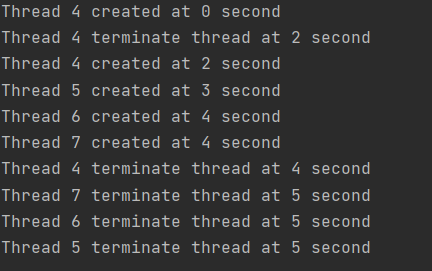 Thread 4 created at 0 second
Thread 4 terminate thread at 2 second
Thread 4 created at 2 second
Thread 5 created at 3 second
Thread 6 created at 4 second
Thread 7 created at 4 second
Thread 4 terminate thread at 4 second
Thread 7 terminate thread at 5 second
Thread 6 terminate thread at 5 second
Thread 5 terminate thread at 5 second